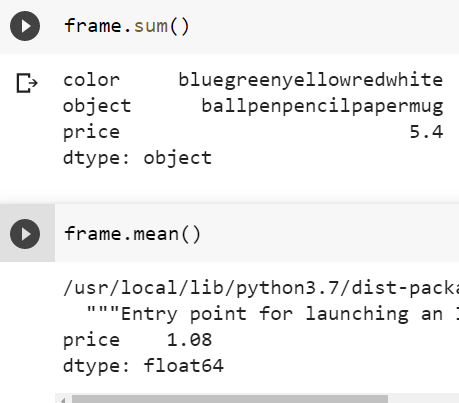 frame.sum()
color bluegreenyellowredwhite
object ballpenpencilpapermug
price 5.4
dtype: object
frame.mean()
/usr/local/lib/python3.7/dist-packa
"""Entry point for launching an I
price 1.08
dtype: float64